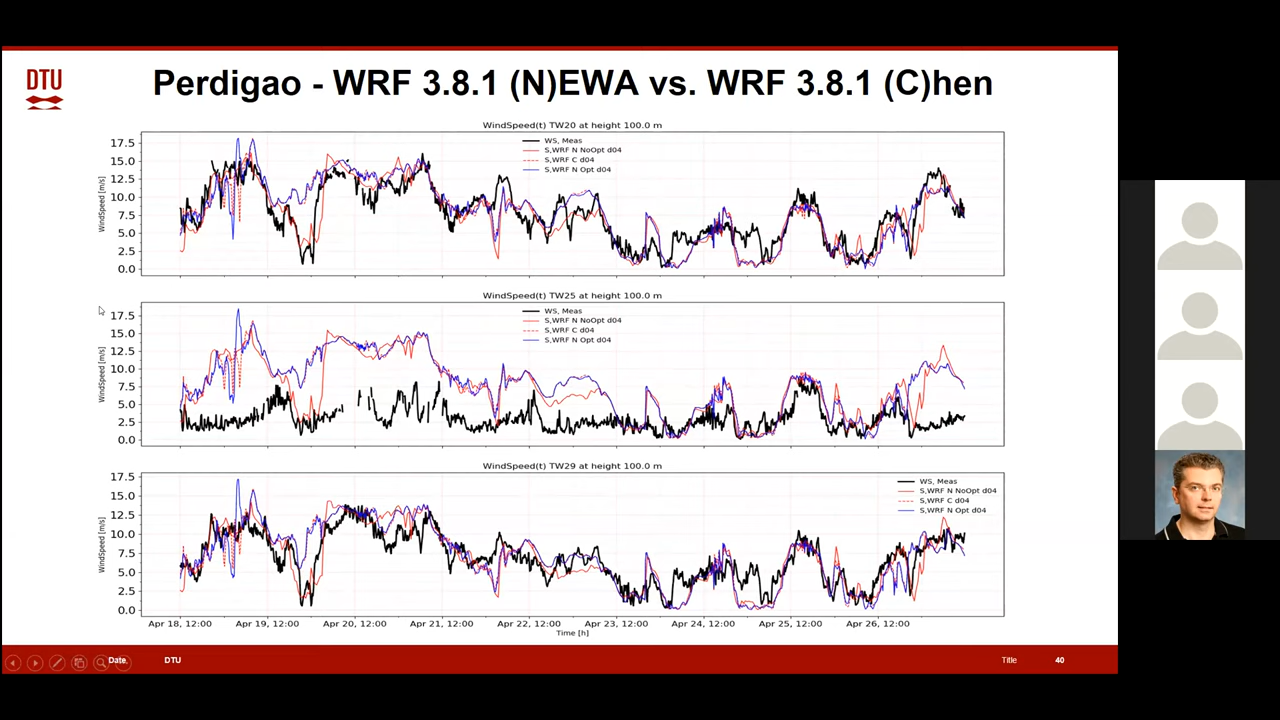 DTU
Perdigao - WRF 3.8.1 (N)EWA vs. WRF 3.8.1 (C)hen
WindSpeed(t) TW20 at height 100.0 m
WindSpeed [m/s]
17.5
15.0
12.5
10.0
7.5
5.0
2.5
0.0
WS, Meas
S,WRF N NoOpt d04
S,WRF C d04
S,WRF N Opt d04
WindSpeed(t) TW25 at height 100.0 m
WindSpeed [m/s]
17.5
15.0
12.5
10.0
7.5
5.0
2.5
0.0
WS, Meas
S,WRF N NoOpt d04
S,WRF C d04
S,WRF N Opt d04
WindSpeed(t) TW29 at height 100.0 m
WindSpeed [m/s]
17.5
15.0
12.5
10.0
7.5
5.0
2.5
0.0
WS, Meas
S,WRF N NoOpt d04
S,WRF C d04
S,WRF N Opt d04
Apr 18, 12:00 Apr 19, 12:00 Apr 20, 12:00 Apr 21, 12:00 Apr 22, 12:00 Apr 23, 12:00 Apr 24, 12:00 Apr 25, 12:00 Apr 26, 12:00
Time [h]
Date. DTU Title 40